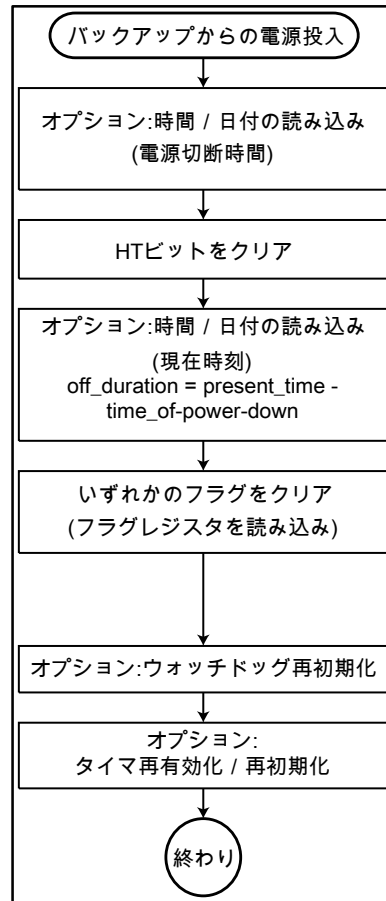 バックアップからの電源投入
オプション:時間 / 日付の読み込み
(電源切断時間)
HTビットをクリア
オプション:時間 / 日付の読み込み
(現在時刻)
off_duration = present_time -
time_of-power-down
いずれかのフラグをクリア
(フラグレジスタを読み込み)
オプション:ウォッチドッグ再初期化
オプション:
タイマ再有効化 / 再初期化
終わり